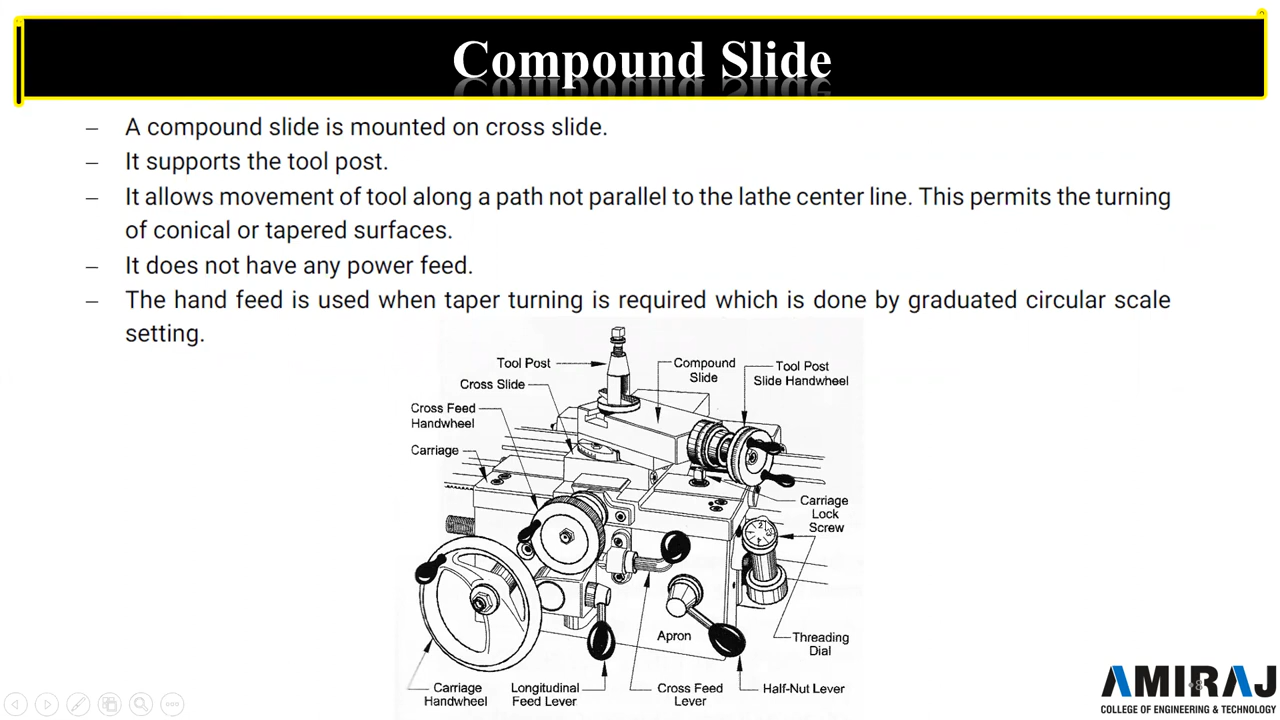 Compound Slide
– A compound slide is mounted on cross slide.
– It supports the tool post.
– It allows movement of tool along a path not parallel to the lathe center line. This permits the turning
of conical or tapered surfaces.
– It does not have any power feed.
– The hand feed is used when taper turning is required which is done by graduated circular scale
setting.
Tool Post
Compound
Slide
Tool Post
Slide Handwheel
Cross Slide
Cross Feed
Handwheel
Carriage
Carriage
Lock
Screw
Apron
Threading
Dial
Carriage
Handwheel
Longitudinal
Feed Lever
Cross Feed
Lever
Half-Nut Lever
AMIRAJ
COLLEGE OF ENGINEERING & TECHNOLOGY